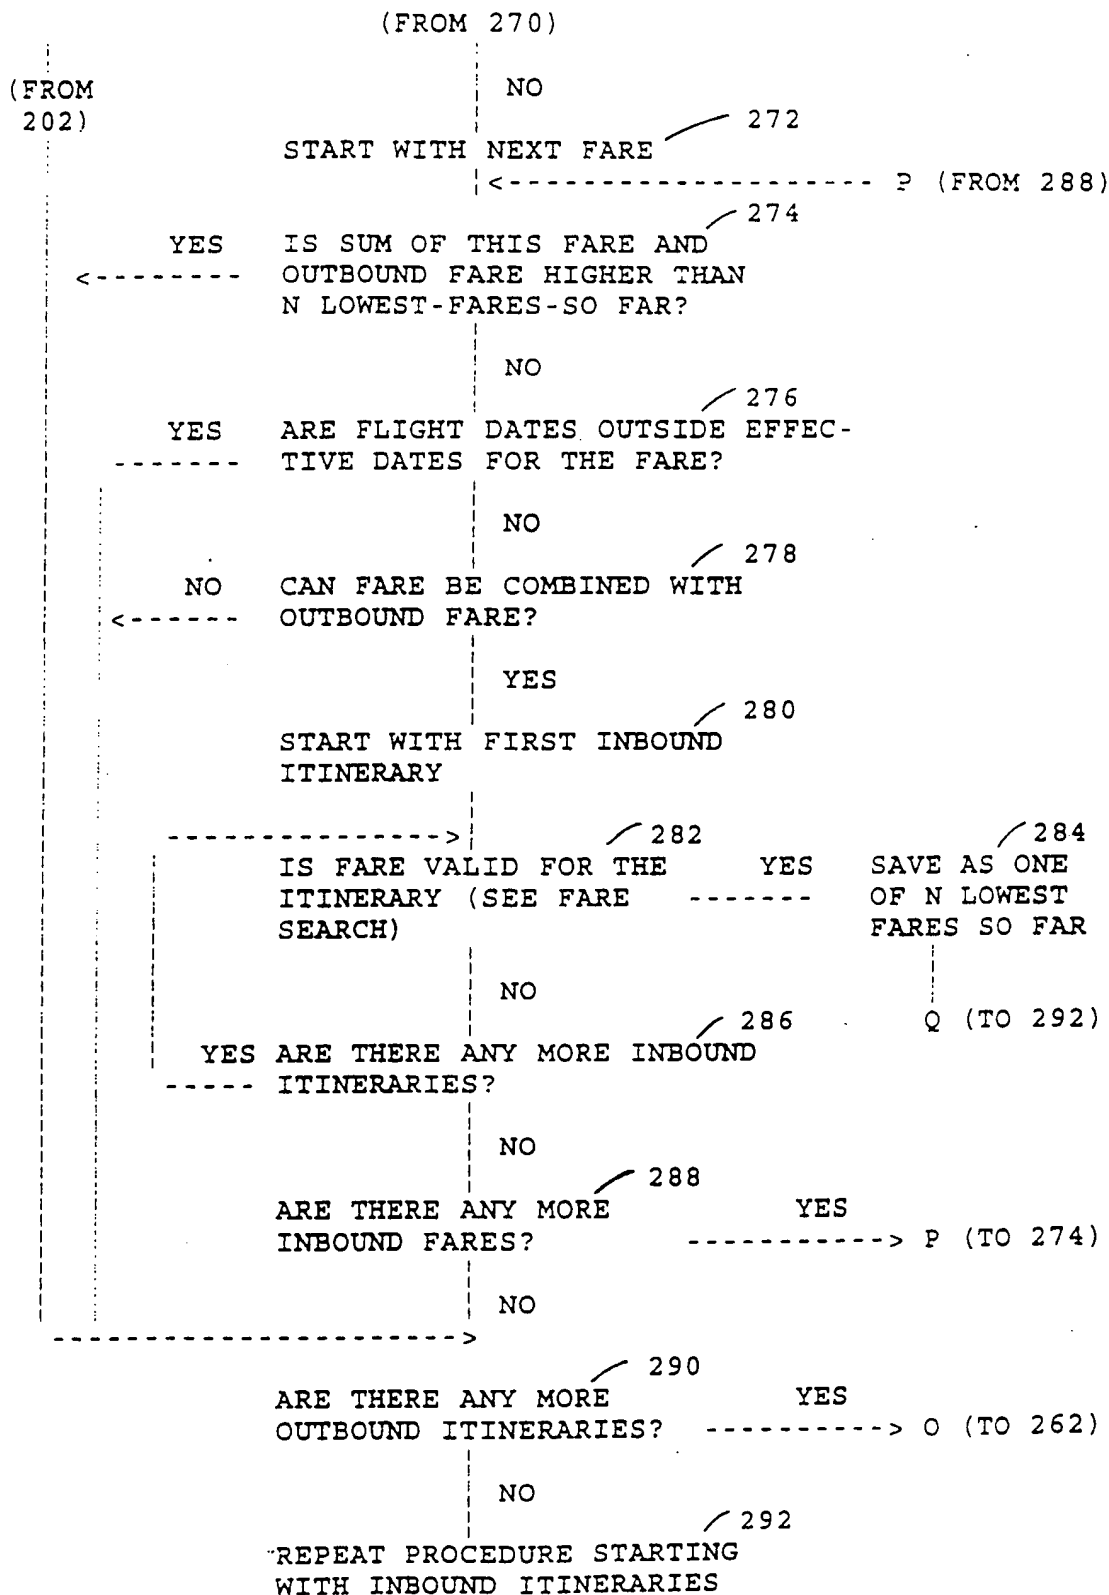 (FROM 270)
(FROM
202)
NO
272
START WITH NEXT FARE
P (FROM 288)
274
YES IS SUM OF THIS FARE AND
OUTBOUND FARE HIGHER THAN
N LOWEST-FARES-SO FAR?
NO
276
YES ARE FLIGHT DATES OUTSIDE EFFEC-
TIVE DATES FOR THE FARE?
NO
278
NO CAN FARE BE COMBINED WITH
OUTBOUND FARE?
YES
280
START WITH FIRST INBOUND
ITINERARY
282 284
IS FARE VALID FOR THE YES SAVE AS ONE
ITINERARY (SEE FARE OF N LOWEST
SEARCH) FARES SO FAR
NO
286 Q (TO 292)
YES ARE THERE ANY MORE INBOUND
ITINERARIES?
NO
288
ARE THERE ANY MORE YES
INBOUND FARES? P (TO 274)
NO
290
ARE THERE ANY MORE YES
OUTBOUND ITINERARIES? O (TO 262)
NO
292
REPEAT PROCEDURE STARTING
WITH INBOUND ITINERARIES